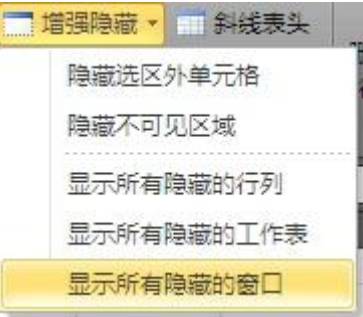 增强隐藏 斜线表头
隐藏选区外单元格
隐藏不可见区域
显示所有隐藏的行列
显示所有隐藏的工作表
显示所有隐藏的窗口